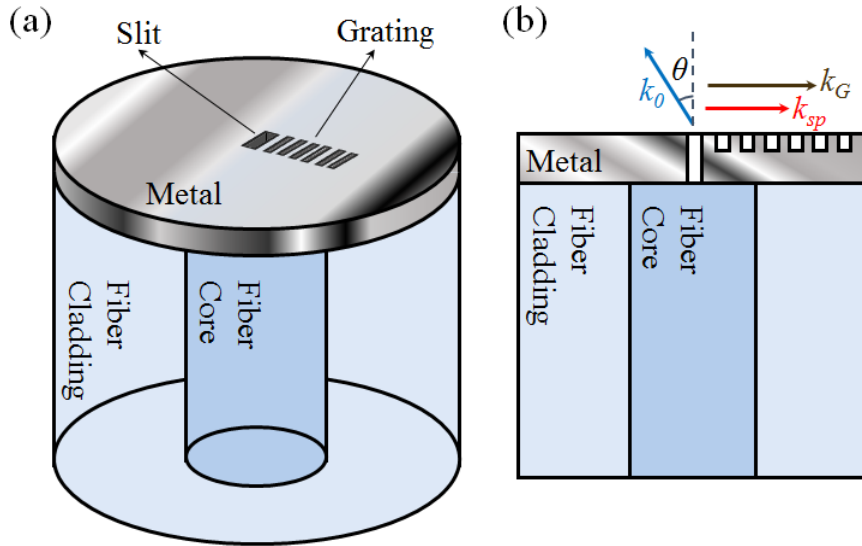 (a)
Slit
Grating
Metal
Fiber
Cladding
Fiber
Core
(b)
θ
k0
kG
ksp
Metal
Fiber
Cladding
Fiber
Core